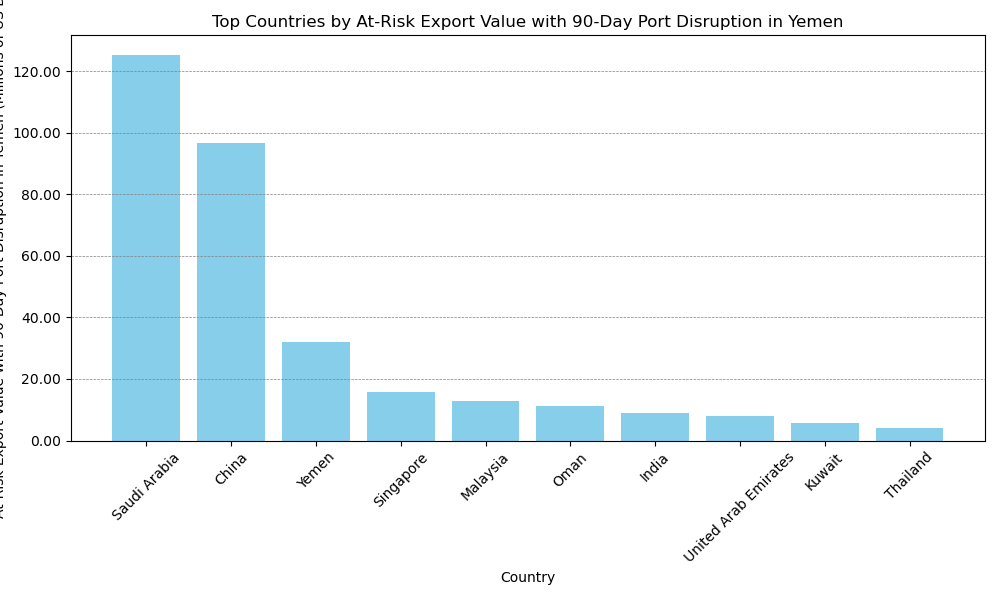 Top Countries by At-Risk Export Value with 90-Day Port Disruption in Yemen
At-Risk Export Value with 90-Day Port Disruption in Yemen (Millions of US
120.00
100.00
80.00
60.00
40.00
20.00
0.00
Saudi Arabia
China
Yemen
Singapore
Malaysia
Oman
India
United Arab Emirates
Kuwait
Thailand
Country